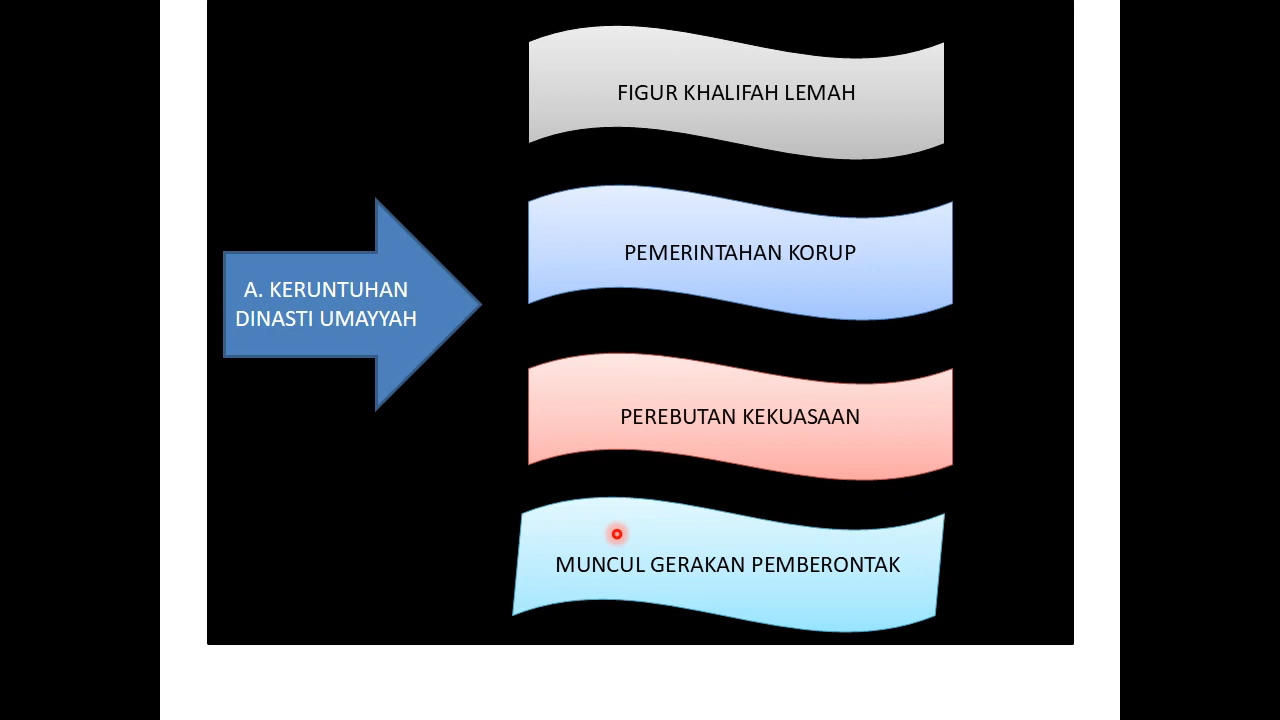 FIGUR KHALIFAH LEMAH
PEMERINTAHAN KORUP
A. KERUNTUHAN
DINASTI UMAYYAH
PEREBUTAN KEKUASAAN
MUNCUL GERAKAN PEMBERONTAK